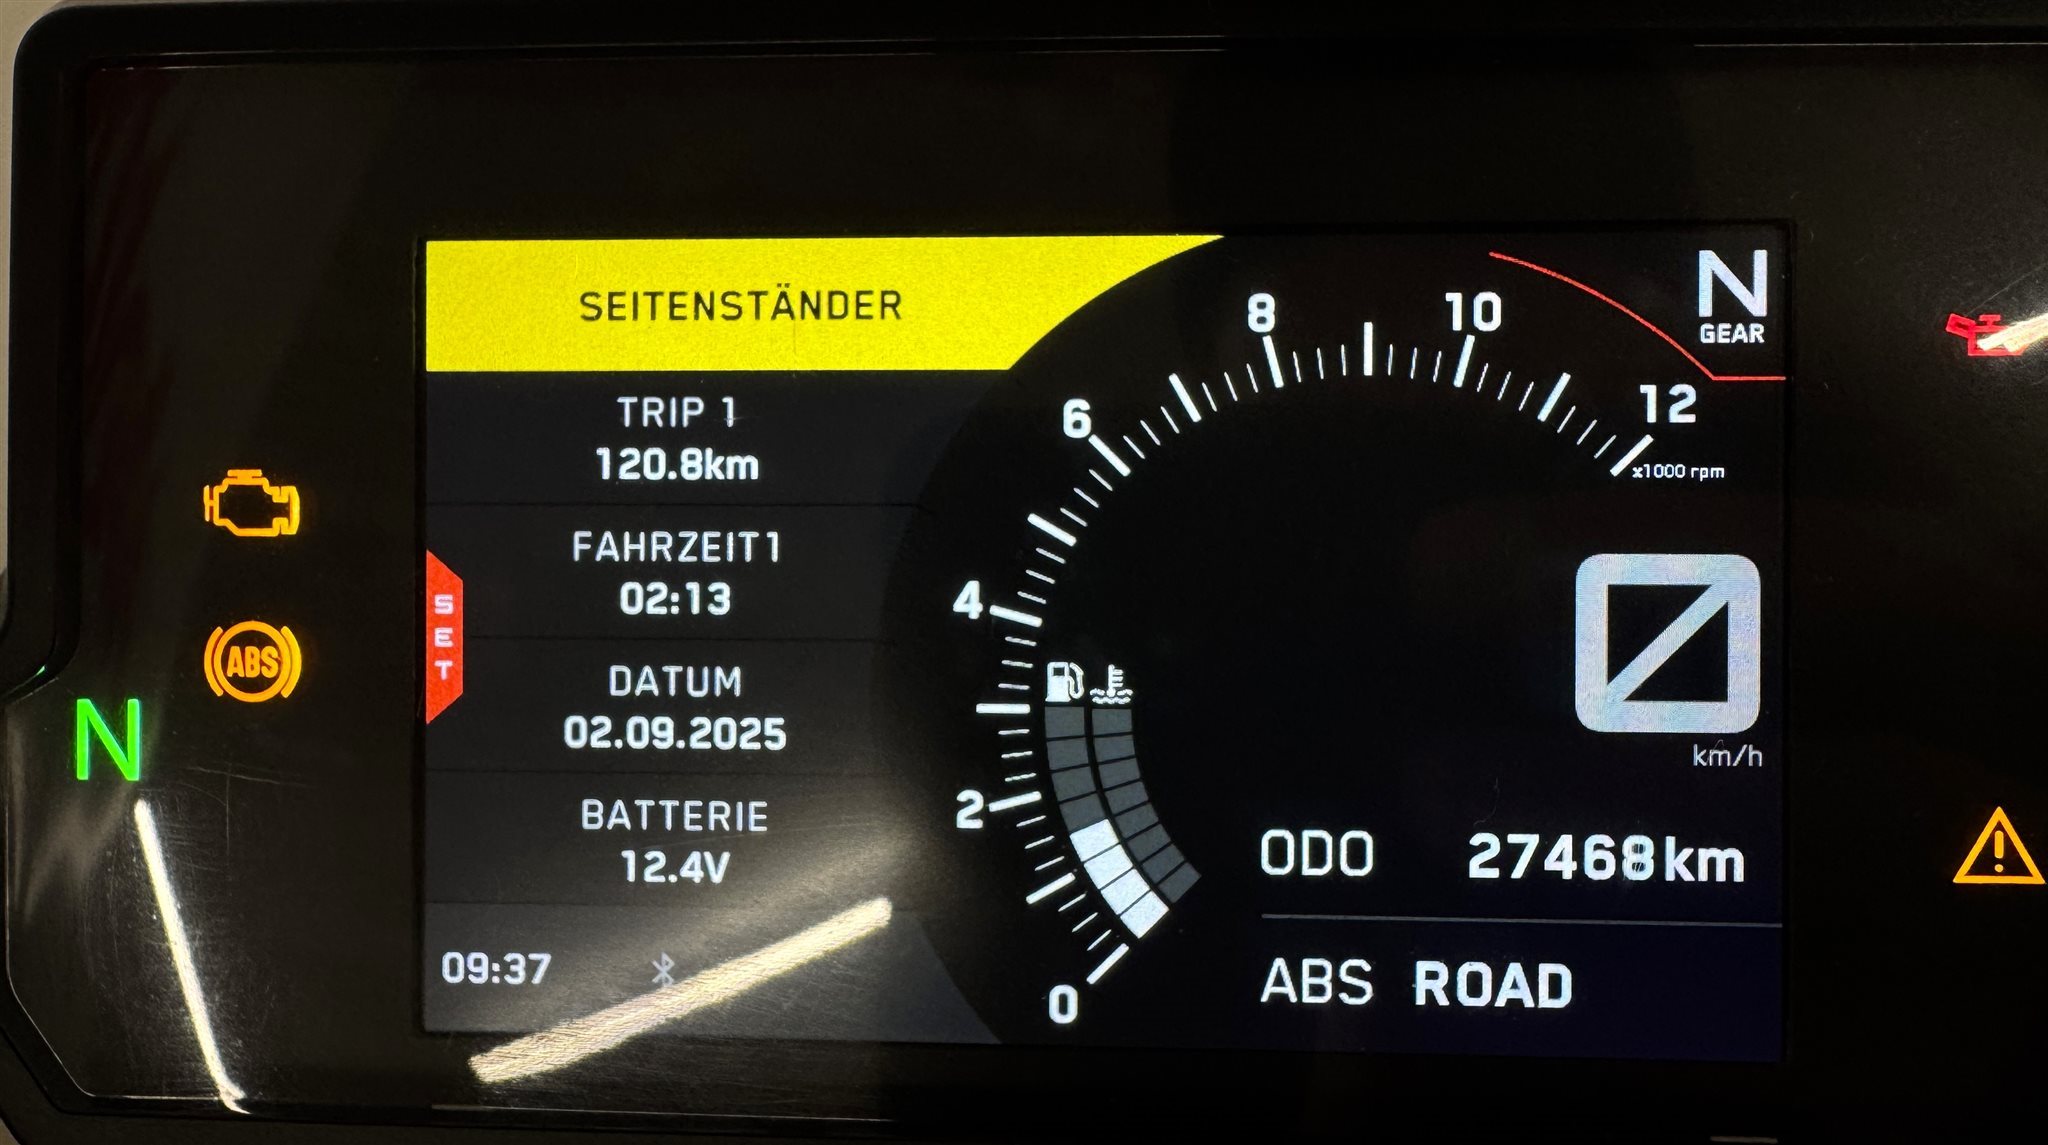 SEITENSTÄNDER
TRIP 1
120.8km
FAHRZEIT1
02:13
DATUM
02.09.2025
BATTERIE
12.4V
09:37
SET
ABS
N
0
2
4
6
8
10
12
x1000 rpm
N
GEAR
0
km/h
ODO 27468km
ABS ROAD